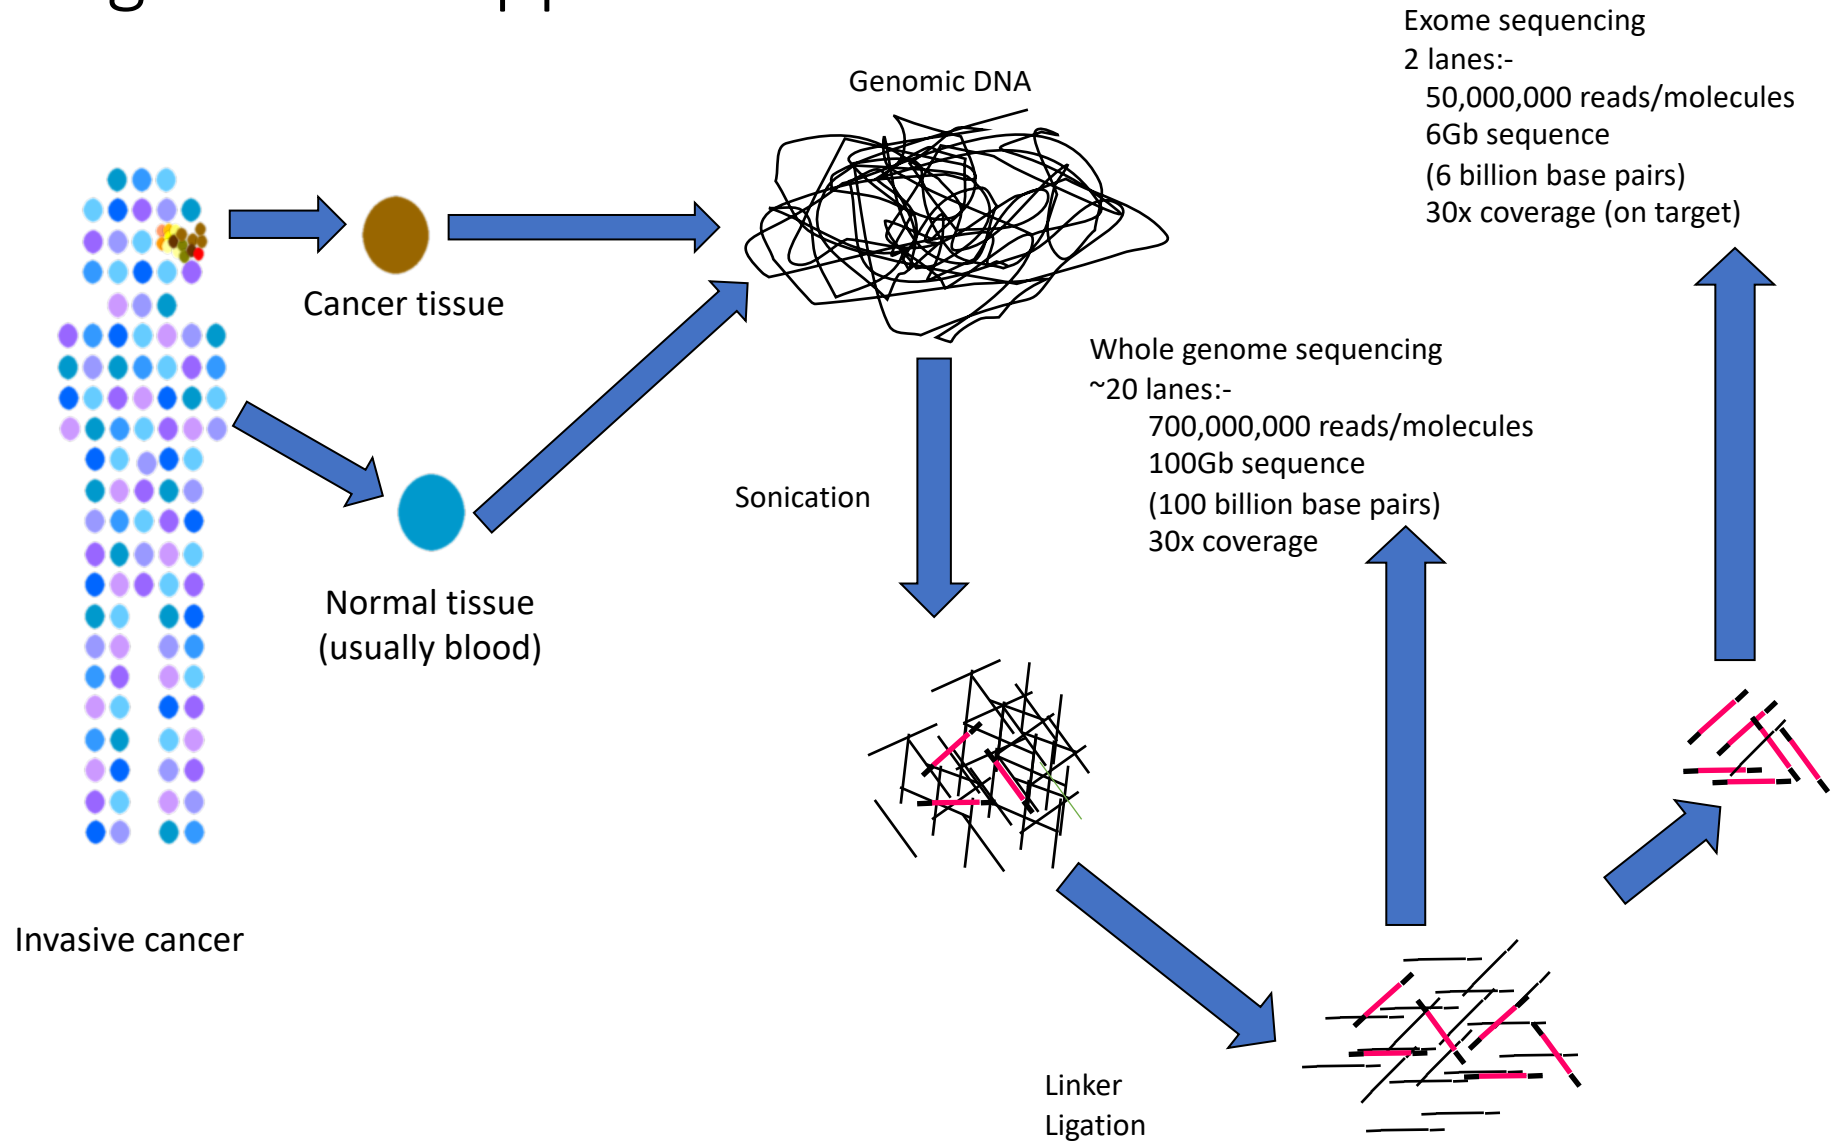 Genomic DNA
Cancer tissue
Normal tissue
(usually blood)
Invasive cancer
Sonication
Linker
Ligation
Whole genome sequencing
~20 lanes:-
700,000,000 reads/molecules
100Gb sequence
(100 billion base pairs)
30x coverage
Exome sequencing
2 lanes:-
50,000,000 reads/molecules
6Gb sequence
(6 billion base pairs)
30x coverage (on target)